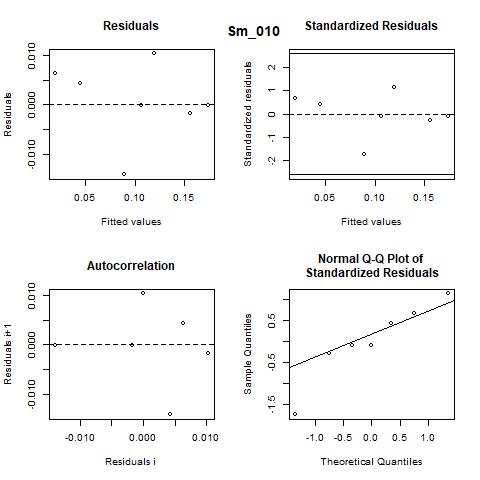 Sm_010
Residuals
Residuals
-0.010
0.000
0.010
0.05
0.10
0.15
Fitted values
Standardized Residuals
Standardized residuals
-2
-1
0
1
2
0.05
0.10
0.15
Fitted values
Autocorrelation
Residuals i+1
-0.010
0.000
0.010
-0.010
0.000
0.010
Residuals i
Normal Q-Q Plot of
Standardized Residuals
Sample Quantiles
-1.5
-0.5
0.5
-1.0
-0.5
0.0
0.5
1.0
Theoretical Quantiles